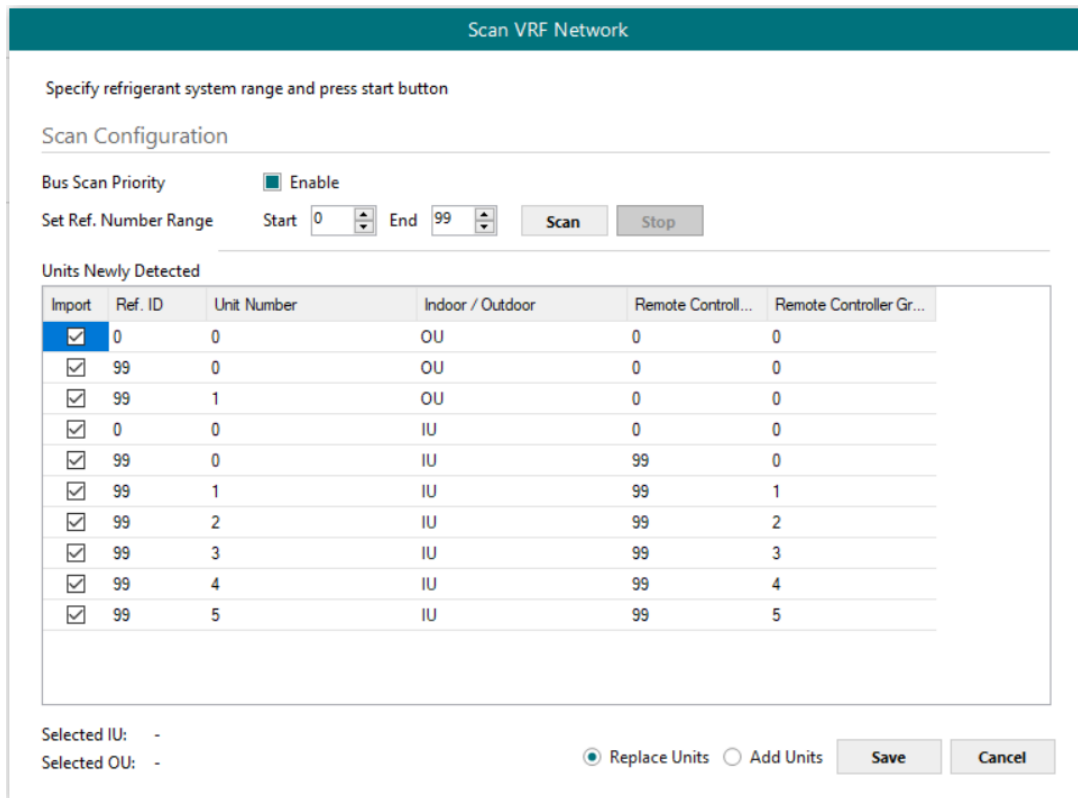 Scan VRF Network
Specify refrigerant system range and press start button
Scan Configuration
Bus Scan Priority Enable
Set Ref. Number Range Start 0 End 99 Scan Stop
Units Newly Detected
Import Ref. ID Unit Number Indoor / Outdoor Remote Controll... Remote Controller Gr...
0 0 OU 0 0
99 0 OU 0 0
99 1 OU 0 0
0 0 IU 0 0
99 0 IU 99 0
99 1 IU 99 1
99 2 IU 99 2
99 3 IU 99 3
99 4 IU 99 4
99 5 IU 99 5
Selected IU: -
Selected OU: -
Replace Units Add Units Save Cancel